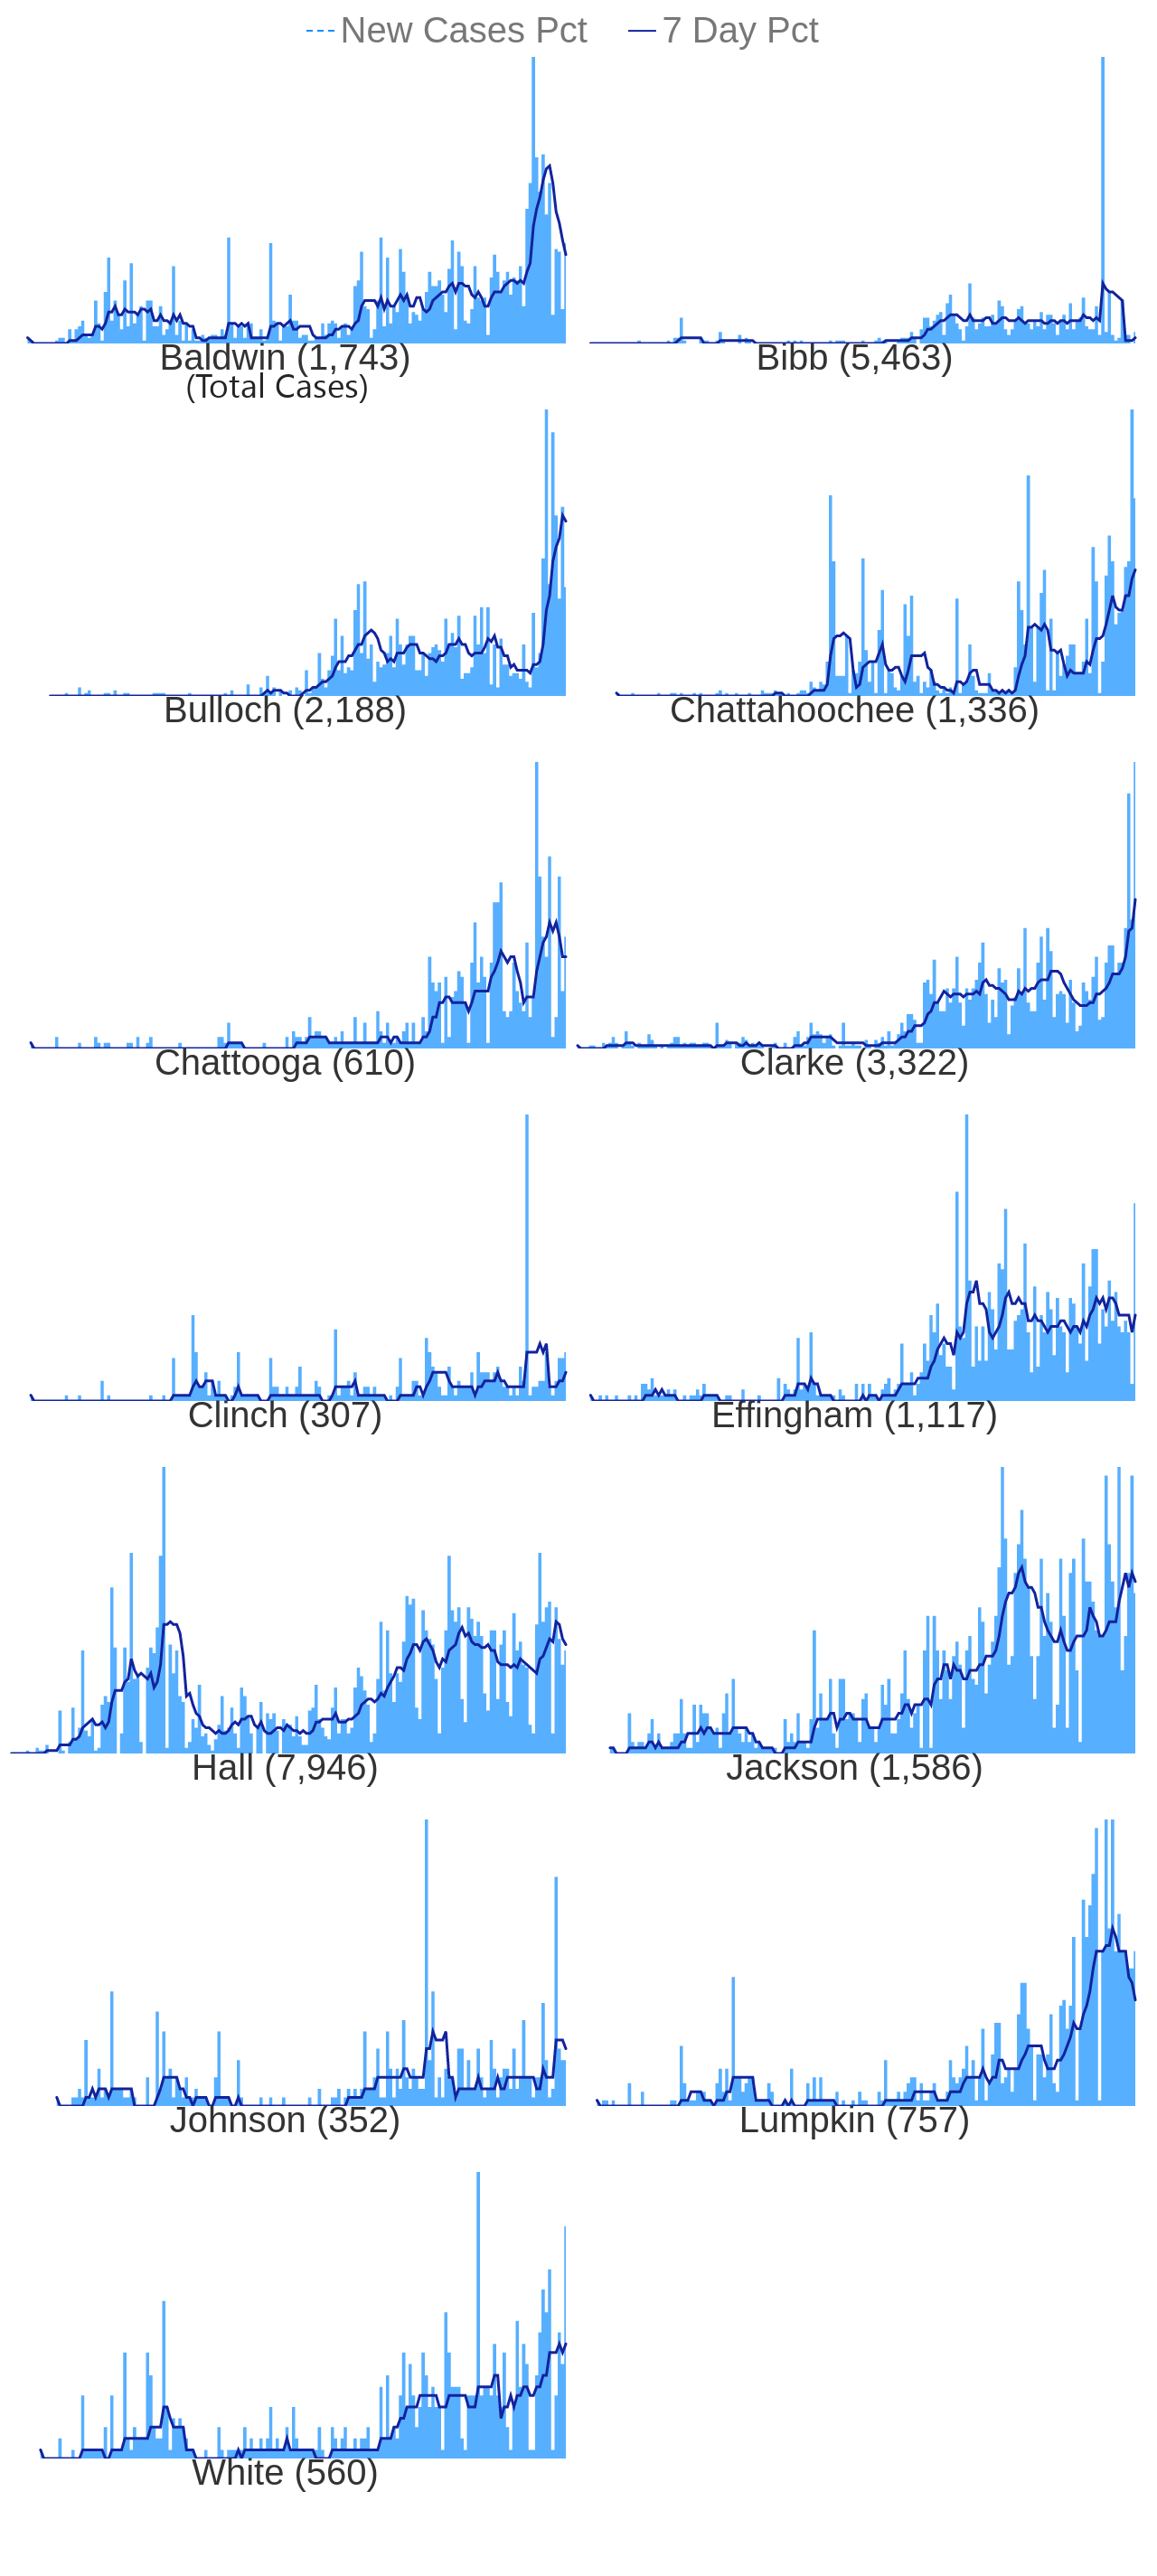 New Cases Pct 7 Day Pct
Baldwin (1,743) Bibb (5,463)
(Total Cases)
Bulloch (2,188) Chattahoochee (1,336)
Chattooga (610) Clarke (3,322)
Clinch (307) Effingham (1,117)
Hall (7,946) Jackson (1,586)
Johnson (352) Lumpkin (757)
White (560)